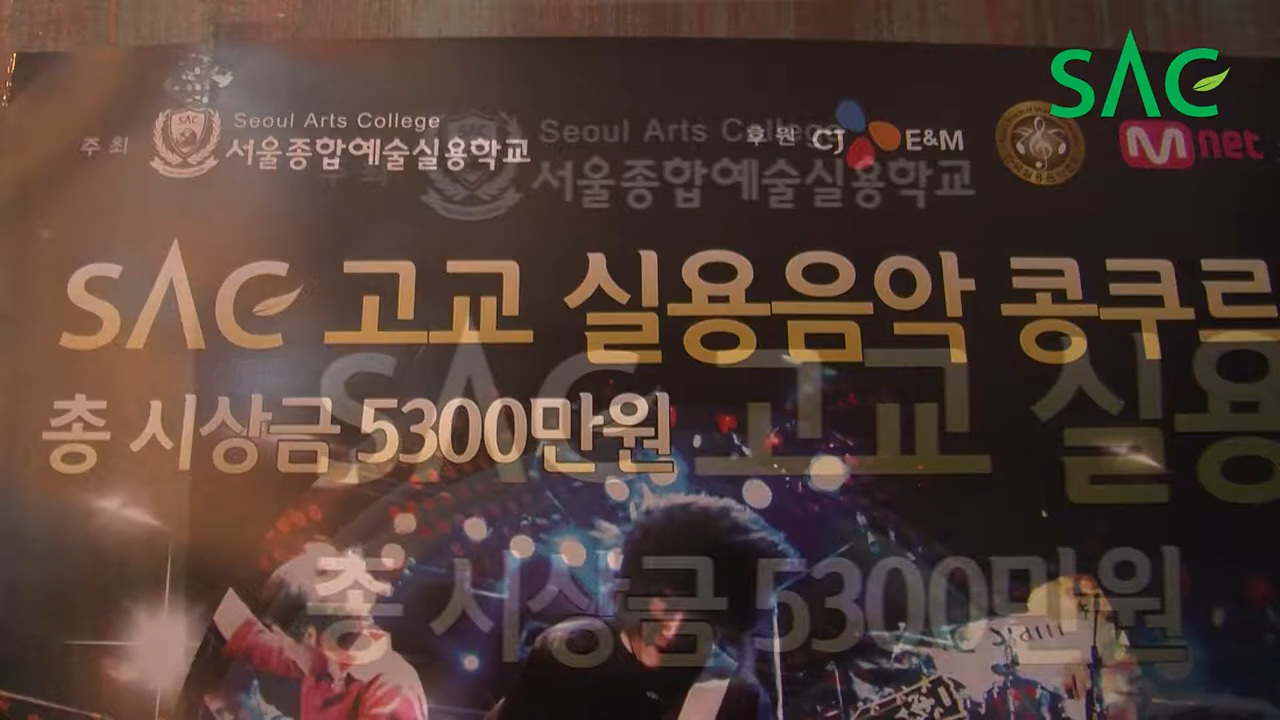 SAC
Seoul Arts College
주최 SAC 서울종합예술실용학교 후원 CJ E&M Mnet
Seoul Arts College
주최 서울종합예술실용학교
SAC 고교 실용음악 콩쿠르
SAC 고교 실용
총 시상금 5300만원
총 시상금 5300만원